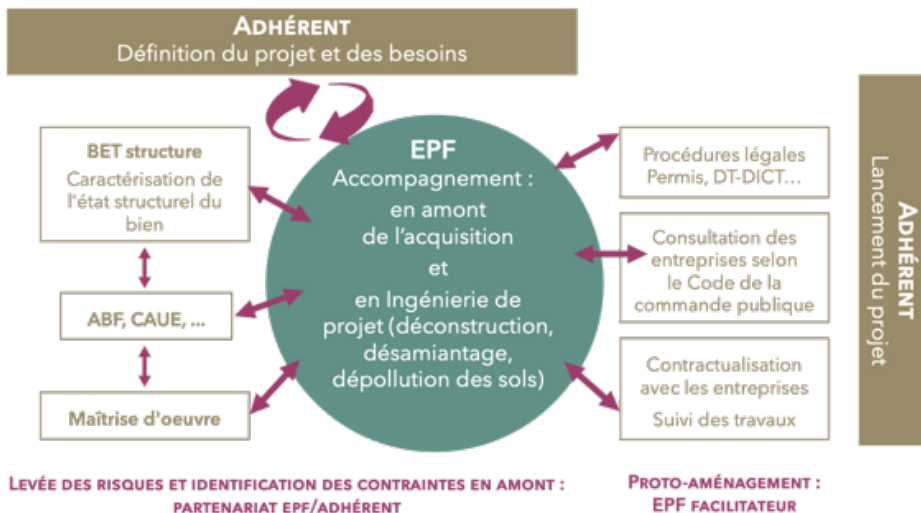 ADHÉRENT
Définition du projet et des besoins
BET structure
Caractérisation de
l'état structurel du
bien
ABF, CAUE, ...
Maîtrise d'oeuvre
EPF
Accompagnement :
en amont
de l'acquisition
et
en Ingénierie de
projet (déconstruction,
désamiantage,
dépollution des sols)
Procédures légales
Permis, DT-DICT...
Consultation des
entreprises selon
le Code de la
commande publique
Contractualisation
avec les entreprises
Suivi des travaux
ADHÉRENT
Lancement du projet
LEVÉE DES RISQUES ET IDENTIFICATION DES CONTRAINTES EN AMONT :
PARTENARIAT EPF/ADHÉRENT
PROTO-AMÉNAGEMENT :
EPF FACILITATEUR